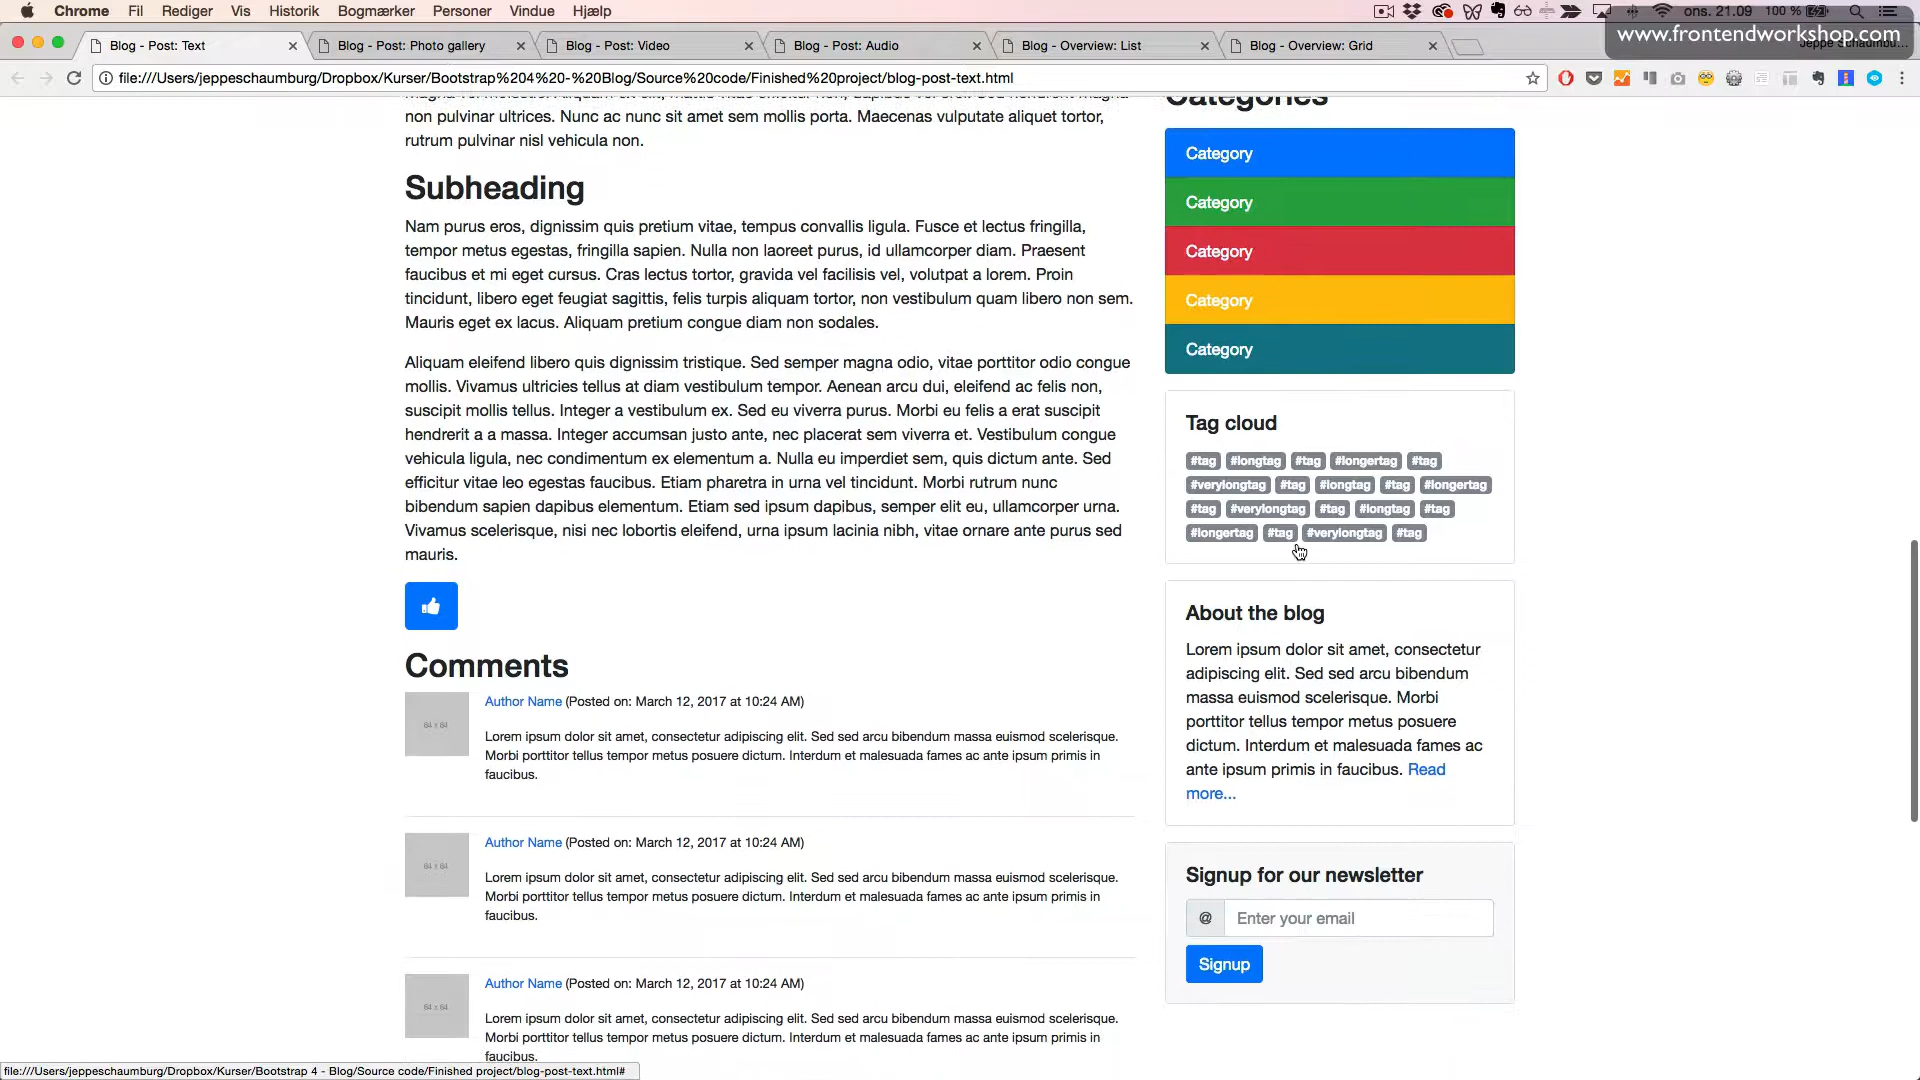 Chrome Fil Rediger Vis Historik Bogmærker Personer Vindue Hjælp
ons. 21.09 100 %
www.frontendworkshop.com
Blog - Post: Text
Blog - Post: Photo gallery
Blog - Post: Video
Blog - Post: Audio
Blog - Overview: List
Blog - Overview: Grid
file:///Users/jeppeschaumburg/Dropbox/Kurser/Bootstrap%204%20-%20Blog/Source%20code/Finished%20project/blog-post-text.html
non pulvinar ultrices. Nunc ac nunc sit amet sem mollis porta. Maecenas vulputate aliquet tortor,
rutrum pulvinar nisl vehicula non.
Subheading
Nam purus eros, dignissim quis pretium vitae, tempus convallis ligula. Fusce et lectus fringilla,
tempor metus egestas, fringilla sapien. Nulla non laoreet purus, id ullamcorper diam. Praesent
faucibus et mi eget cursus. Cras lectus tortor, gravida vel facilisis vel, volutpat a lorem. Proin
tincidunt, libero eget feugiat sagittis, felis turpis aliquam tortor, non vestibulum quam libero non sem.
Mauris eget ex lacus. Aliquam pretium congue diam non sodales.
Aliquam eleifend libero quis dignissim tristique. Sed semper magna odio, vitae porttitor odio congue
mollis. Vivamus ultricies tellus at diam vestibulum tempor. Aenean arcu dui, eleifend ac felis non,
suscipit mollis tellus. Integer a vestibulum ex. Sed eu viverra purus. Morbi eu felis a erat suscipit
hendrerit a a massa. Integer accumsan justo ante, nec placerat sem viverra et. Vestibulum congue
vehicula ligula, nec condimentum ex elementum a. Nulla eu imperdiet sem, quis dictum ante. Sed
efficitur vitae leo egestas faucibus. Etiam pharetra in urna vel tincidunt. Morbi rutrum nunc
bibendum sapien dapibus elementum. Etiam sed ipsum dapibus, semper elit eu, ullamcorper urna.
Vivamus scelerisque, nisi nec lobortis eleifend, urna ipsum lacinia nibh, vitae ornare ante purus sed
mauris.
Comments
64 x 64
Author Name (Posted on: March 12, 2017 at 10:24 AM)
Lorem ipsum dolor sit amet, consectetur adipiscing elit. Sed sed arcu bibendum massa euismod scelerisque.
Morbi porttitor tellus tempor metus posuere dictum. Interdum et malesuada fames ac ante ipsum primis in
faucibus.
64 x 64
Author Name (Posted on: March 12, 2017 at 10:24 AM)
Lorem ipsum dolor sit amet, consectetur adipiscing elit. Sed sed arcu bibendum massa euismod scelerisque.
Morbi porttitor tellus tempor metus posuere dictum. Interdum et malesuada fames ac ante ipsum primis in
faucibus.
64 x 64
Author Name (Posted on: March 12, 2017 at 10:24 AM)
Lorem ipsum dolor sit amet, consectetur adipiscing elit. Sed sed arcu bibendum massa euismod scelerisque.
Morbi porttitor tellus tempor metus posuere dictum. Interdum et malesuada fames ac ante ipsum primis in
faucibus.
Categories
Category
Category
Category
Category
Category
Tag cloud
#tag #longtag #tag #longertag #tag
#verylongtag #tag #longtag #tag #longertag
#tag #verylongtag #tag #longtag #tag
#longertag #tag #verylongtag #tag
About the blog
Lorem ipsum dolor sit amet, consectetur
adipiscing elit. Sed sed arcu bibendum
massa euismod scelerisque. Morbi
porttitor tellus tempor metus posuere
dictum. Interdum et malesuada fames ac
ante ipsum primis in faucibus. Read
more...
Signup for our newsletter
@ Enter your email
Signup
file:///Users/jeppeschaumburg/Dropbox/Kurser/Bootstrap 4 - Blog/Source code/Finished project/blog-post-text.html#